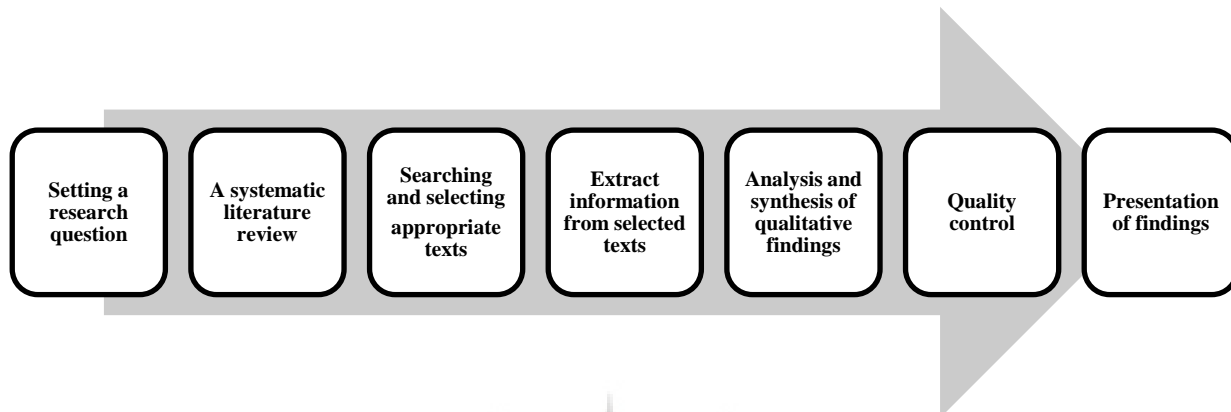 Setting a
research
question
A systematic
literature
review
Searching
and selecting
appropriate
texts
Extract
information
from selected
texts
Analysis and
synthesis of
qualitative
findings
Quality
control
Presentation
of findings